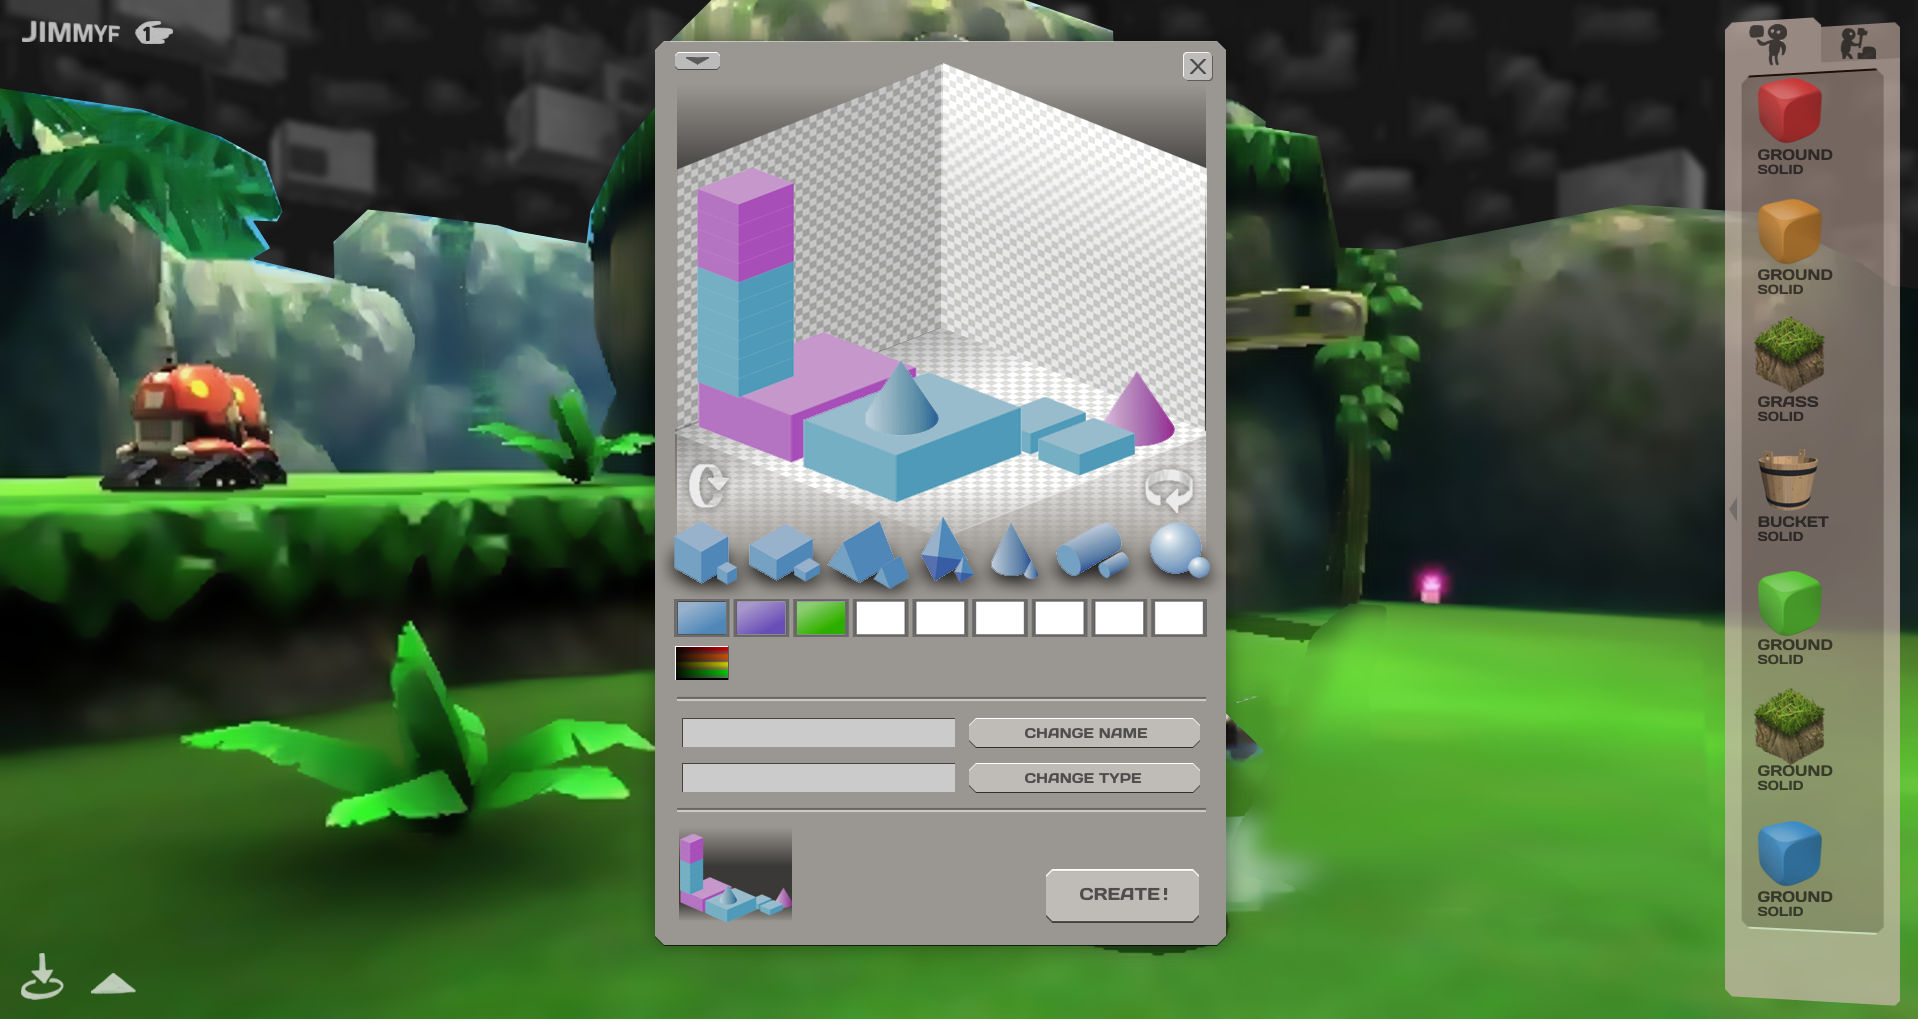 JIMMYF 1
CHANGE NAME
CHANGE TYPE
CREATE!
GROUND
SOLID
GROUND
SOLID
GRASS
SOLID
BUCKET
SOLID
GROUND
SOLID
GROUND
SOLID
GROUND
SOLID